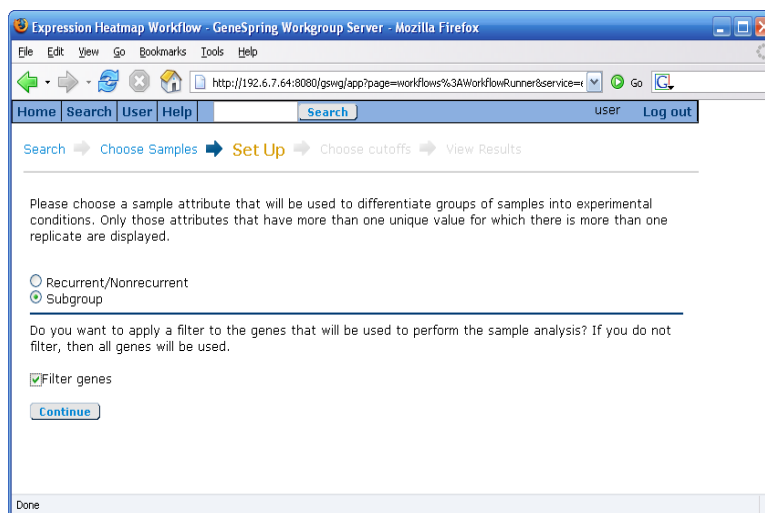 Expression Heatmap Workflow - GeneSpring Workgroup Server - Mozilla Firefox
File Edit View Go Bookmarks Tools Help
http://192.6.7.64:8080/gswg/app?page=workflows%3AWorkflowRunner&service=e Go G
Home Search User Help Search user Log out
Search Choose Samples Set Up Choose cutoffs View Results
Please choose a sample attribute that will be used to differentiate groups of samples into experimental
conditions. Only those attributes that have more than one unique value for which there is more than one
replicate are displayed.
Recurrent/Nonrecurrent
Subgroup
Do you want to apply a filter to the genes that will be used to perform the sample analysis? If you do not
filter, then all genes will be used.
Filter genes
Continue
Done